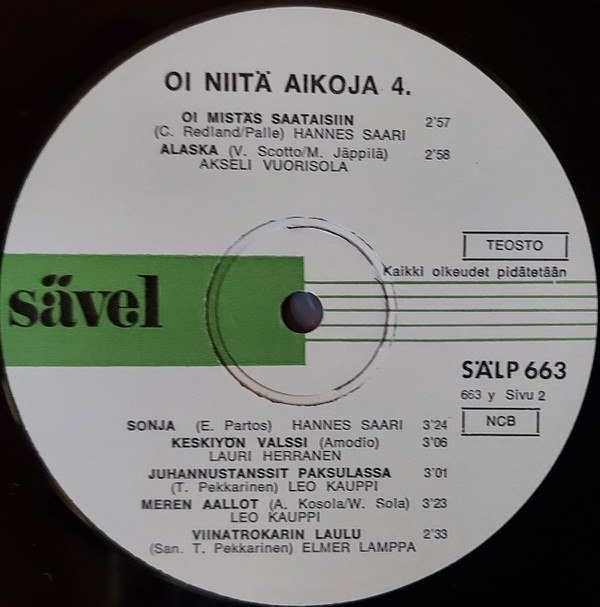 OI NIITÄ AIKOJA 4.
OI MISTÄS SAATAISIIN 2'57
(C. Redland/Palle) HANNES SAARI
ALASKA (V. Scotto/M. Jäppilä) 2'58
AKSELI VUORISOLA
TEOSTO
Kaikki oikeudet pidätetään
sävel
SÄLP 663
663 y Sivu 2
NCB
SONJA (E. Partos) HANNES SAARI 3'24
KESKIYÖN VALSSI (Amodio) 3'06
LAURI HERRANEN
JUHANNUSTANSSIT PAKSULASSA 3'01
(T. Pekkarinen) LEO KAUPPI
MEREN AALLOT (A. Kosola/W. Sola) 3'23
LEO KAUPPI
VIINATROKARIN LAULU 2'33
(San. T. Pekkarinen) ELMER LAMPPA